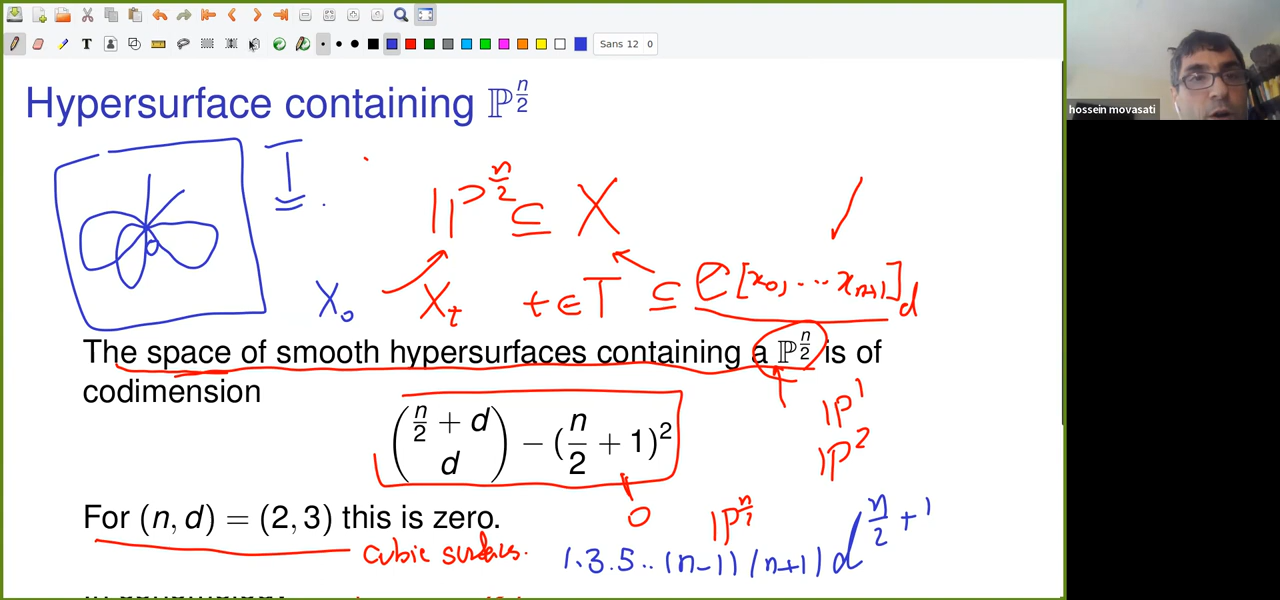 Sans 12 0
hossein movasati
Hypersurface containing ℙ^{n/2}
I
ℙ^{n/2} ⊆ X
X₀ X_t t ∈ T ⊆ ℂ[x₀, ... x_{n+1}]_d
The space of smooth hypersurfaces containing a ℙ^{n/2} is of
codimension
ℙ¹
(n/2 + d d) − (n/2 + 1)²
ℙ²
For (n, d) = (2, 3) this is zero.
0
ℙ^{n/2}
cubic surfaces.
1.3.5..(n-1)(n+1) d^{n/2 + 1}